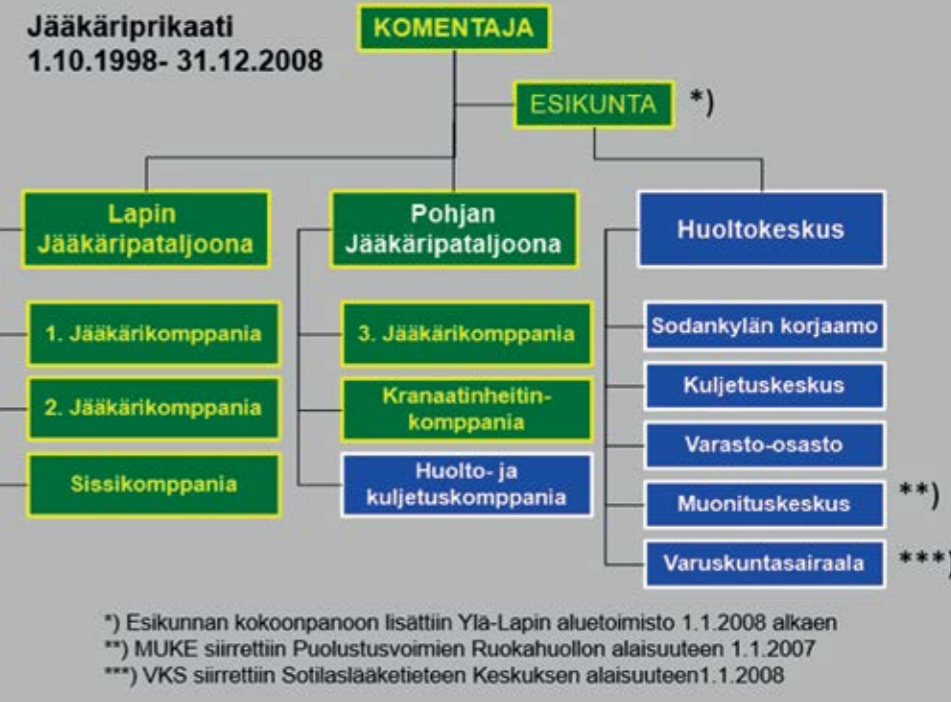 Jääkäriprikaati
1.10.1998- 31.12.2008
KOMENTAJA
ESIKUNTA *)
Lapin
Jääkäripataljoona
1. Jääkärikomppania
2. Jääkärikomppania
Sissikomppania
Pohjan
Jääkäripataljoona
3. Jääkärikomppania
Kranaatinheitin-
komppania
Huolto- ja
kuljetuskomppania
Huoltokeskus
Sodankylän korjaamo
Kuljetuskeskus
Varasto-osasto
Muonituskeskus **)
Varuskuntasairaala ***)
*) Esikunnan kokoonpanoon lisättiin Ylä-Lapin aluetoimisto 1.1.2008 alkaen
**) MUKE siirrettiin Puolustusvoimien Ruokahuollon alaisuuteen 1.1.2007
***) VKS siirrettiin Sotilaslääketieteen Keskuksen alaisuuteen1.1.2008